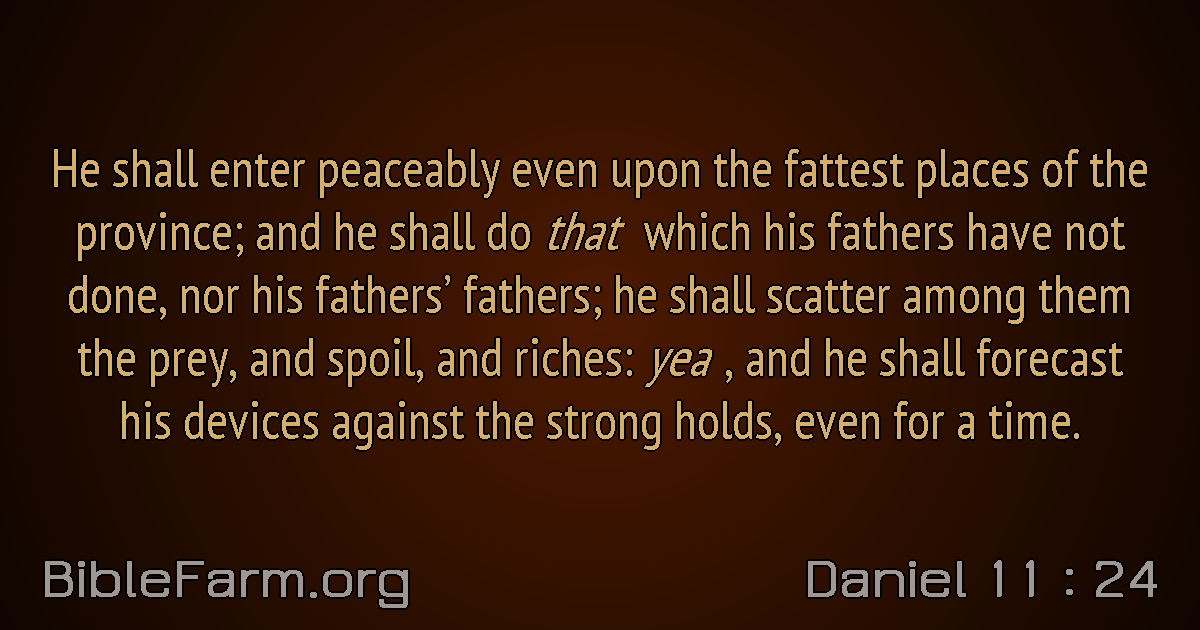 He shall enter peaceably even upon the fattest places of the
province; and he shall do that which his fathers have not
done, nor his fathers’ fathers; he shall scatter among them
the prey, and spoil, and riches: yea , and he shall forecast
his devices against the strong holds, even for a time.
BibleFarm.org
Daniel 11 : 24